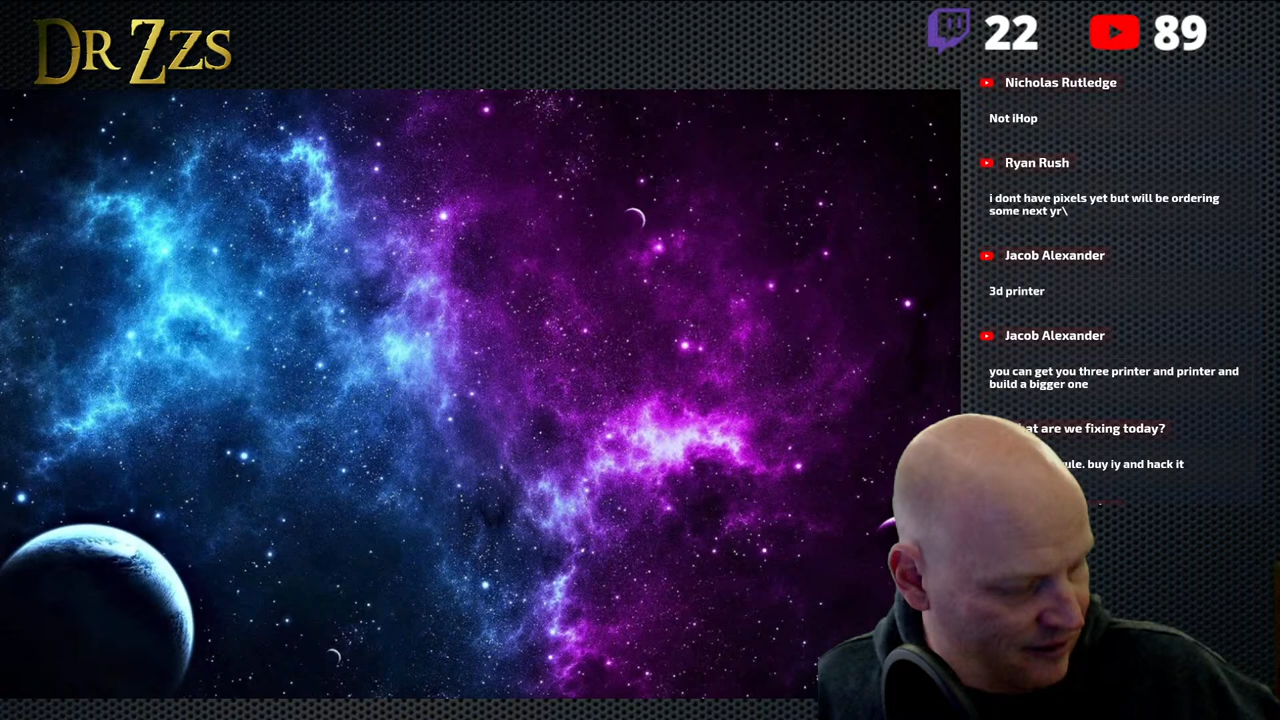 DR ZZS
22
89
Nicholas Rutledge
Not iHop
Ryan Rush
i dont have pixels yet but will be ordering
some next yr\
Jacob Alexander
3d printer
Jacob Alexander
you can get you three printer and printer and
build a bigger one
are we fixing today?
buy iy and hack it